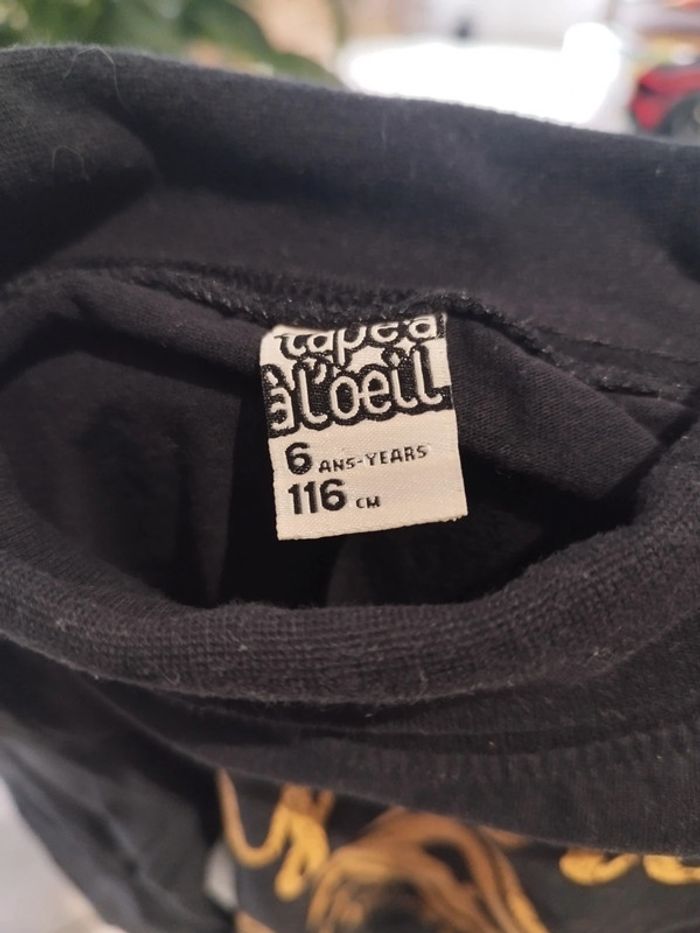 tape à
à l'oeil
6 ANS-YEARS
116 CM